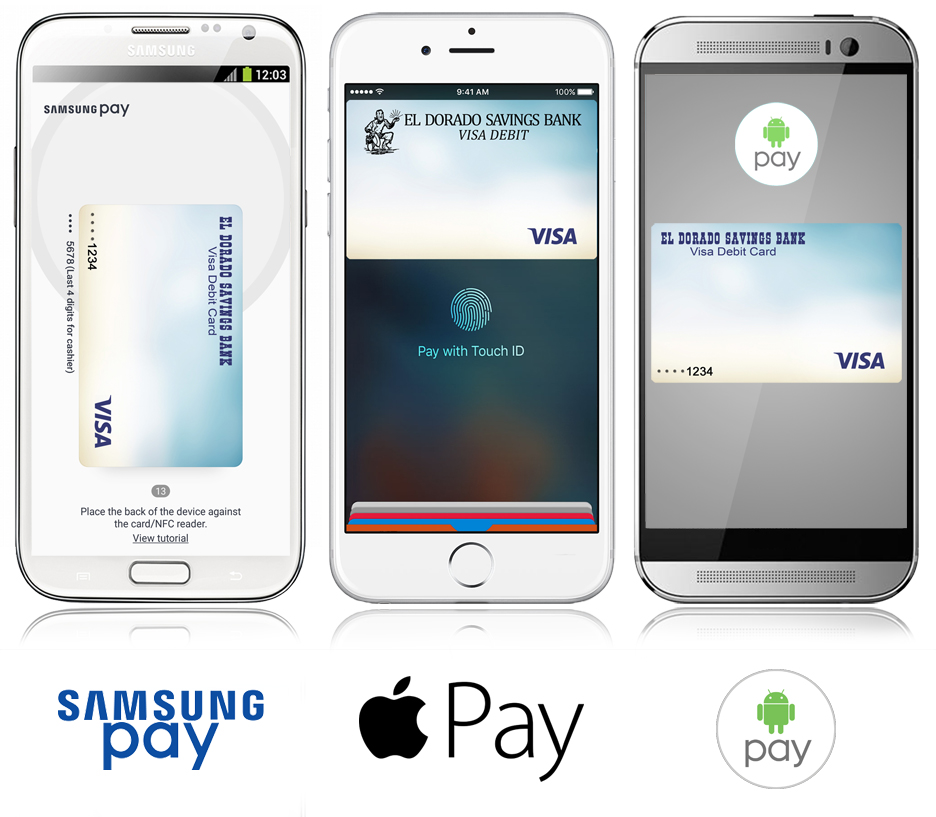 SAMSUNG
12:03
SAMSUNG pay
•••• 1234
•••• 5678 (Last 4 digits for cashier)
EL DORADO SAVINGS BANK
Visa Debit Card
VISA
13
Place the back of the device against
the card/NFC reader.
View tutorial
9:41 AM
100%
EL DORADO SAVINGS BANK
VISA DEBIT
VISA
Pay with Touch ID
pay
EL DORADO SAVINGS BANK
Visa Debit Card
VISA
••••1234
SAMSUNG
pay
Pay
pay